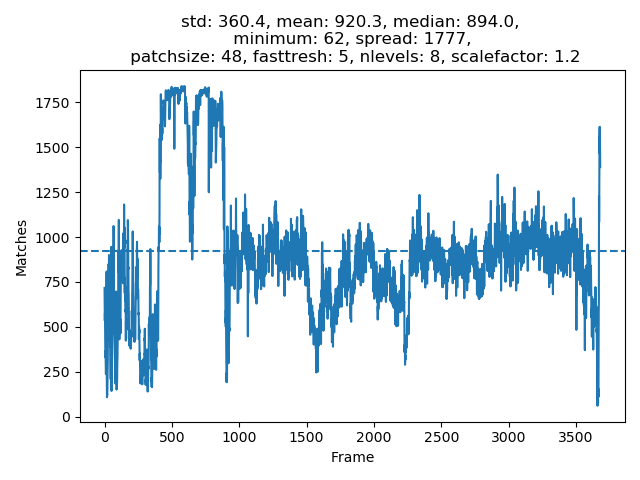 std: 360.4, mean: 920.3, median: 894.0,
minimum: 62, spread: 1777,
patchsize: 48, fasttresh: 5, nlevels: 8, scalefactor: 1.2
1750
1500
1250
1000
750
500
250
0
Matches
0 500 1000 1500 2000 2500 3000 3500
Frame